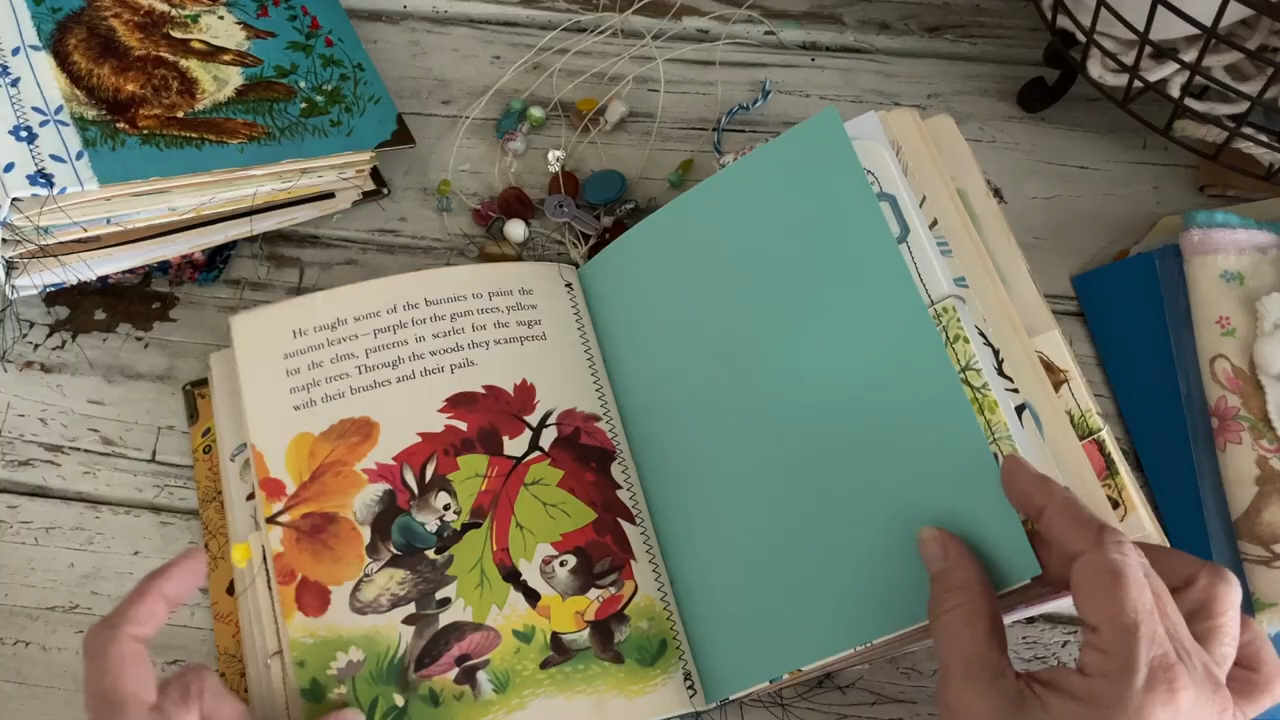 He taught some of the bunnies to paint the
autumn leaves — purple for the gum trees, yellow
for the elms, patterns in scarlet for the sugar
maple trees. Through the woods they scampered
with their brushes and their pails.